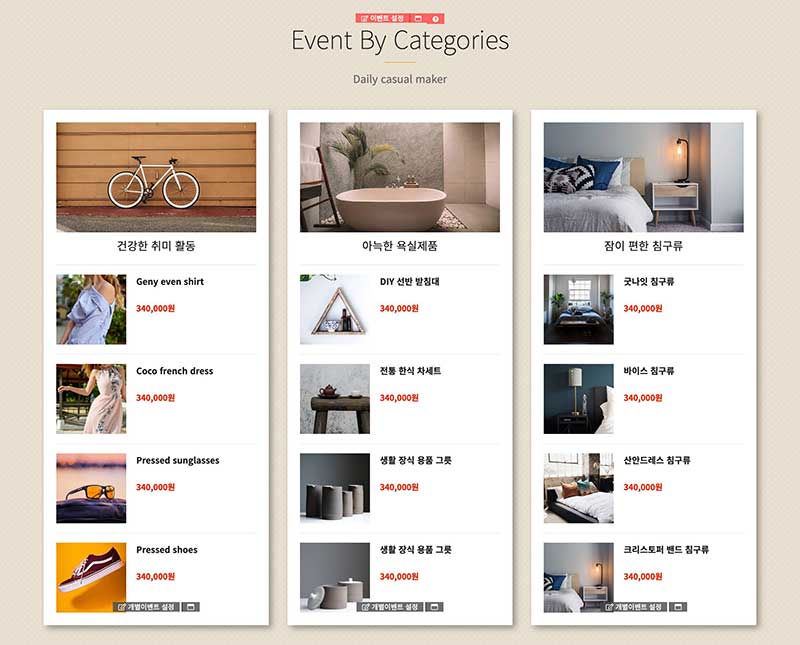 이벤트 설정
Event By Categories
Daily casual maker
건강한 취미 활동
Geny even shirt
340,000원
Coco french dress
340,000원
Pressed sunglasses
340,000원
Pressed shoes
340,000원
개별이벤트 설정
아늑한 욕실제품
DIY 선반 받침대
340,000원
전통 한식 차세트
340,000원
생활 장식 용품 그릇
340,000원
생활 장식 용품 그릇
340,000원
개별이벤트 설정
잠이 편한 침구류
굿나잇 침구류
340,000원
바이스 침구류
340,000원
산안드레스 침구류
340,000원
크리스토퍼 밴드 침구류
340,000원
개별이벤트 설정